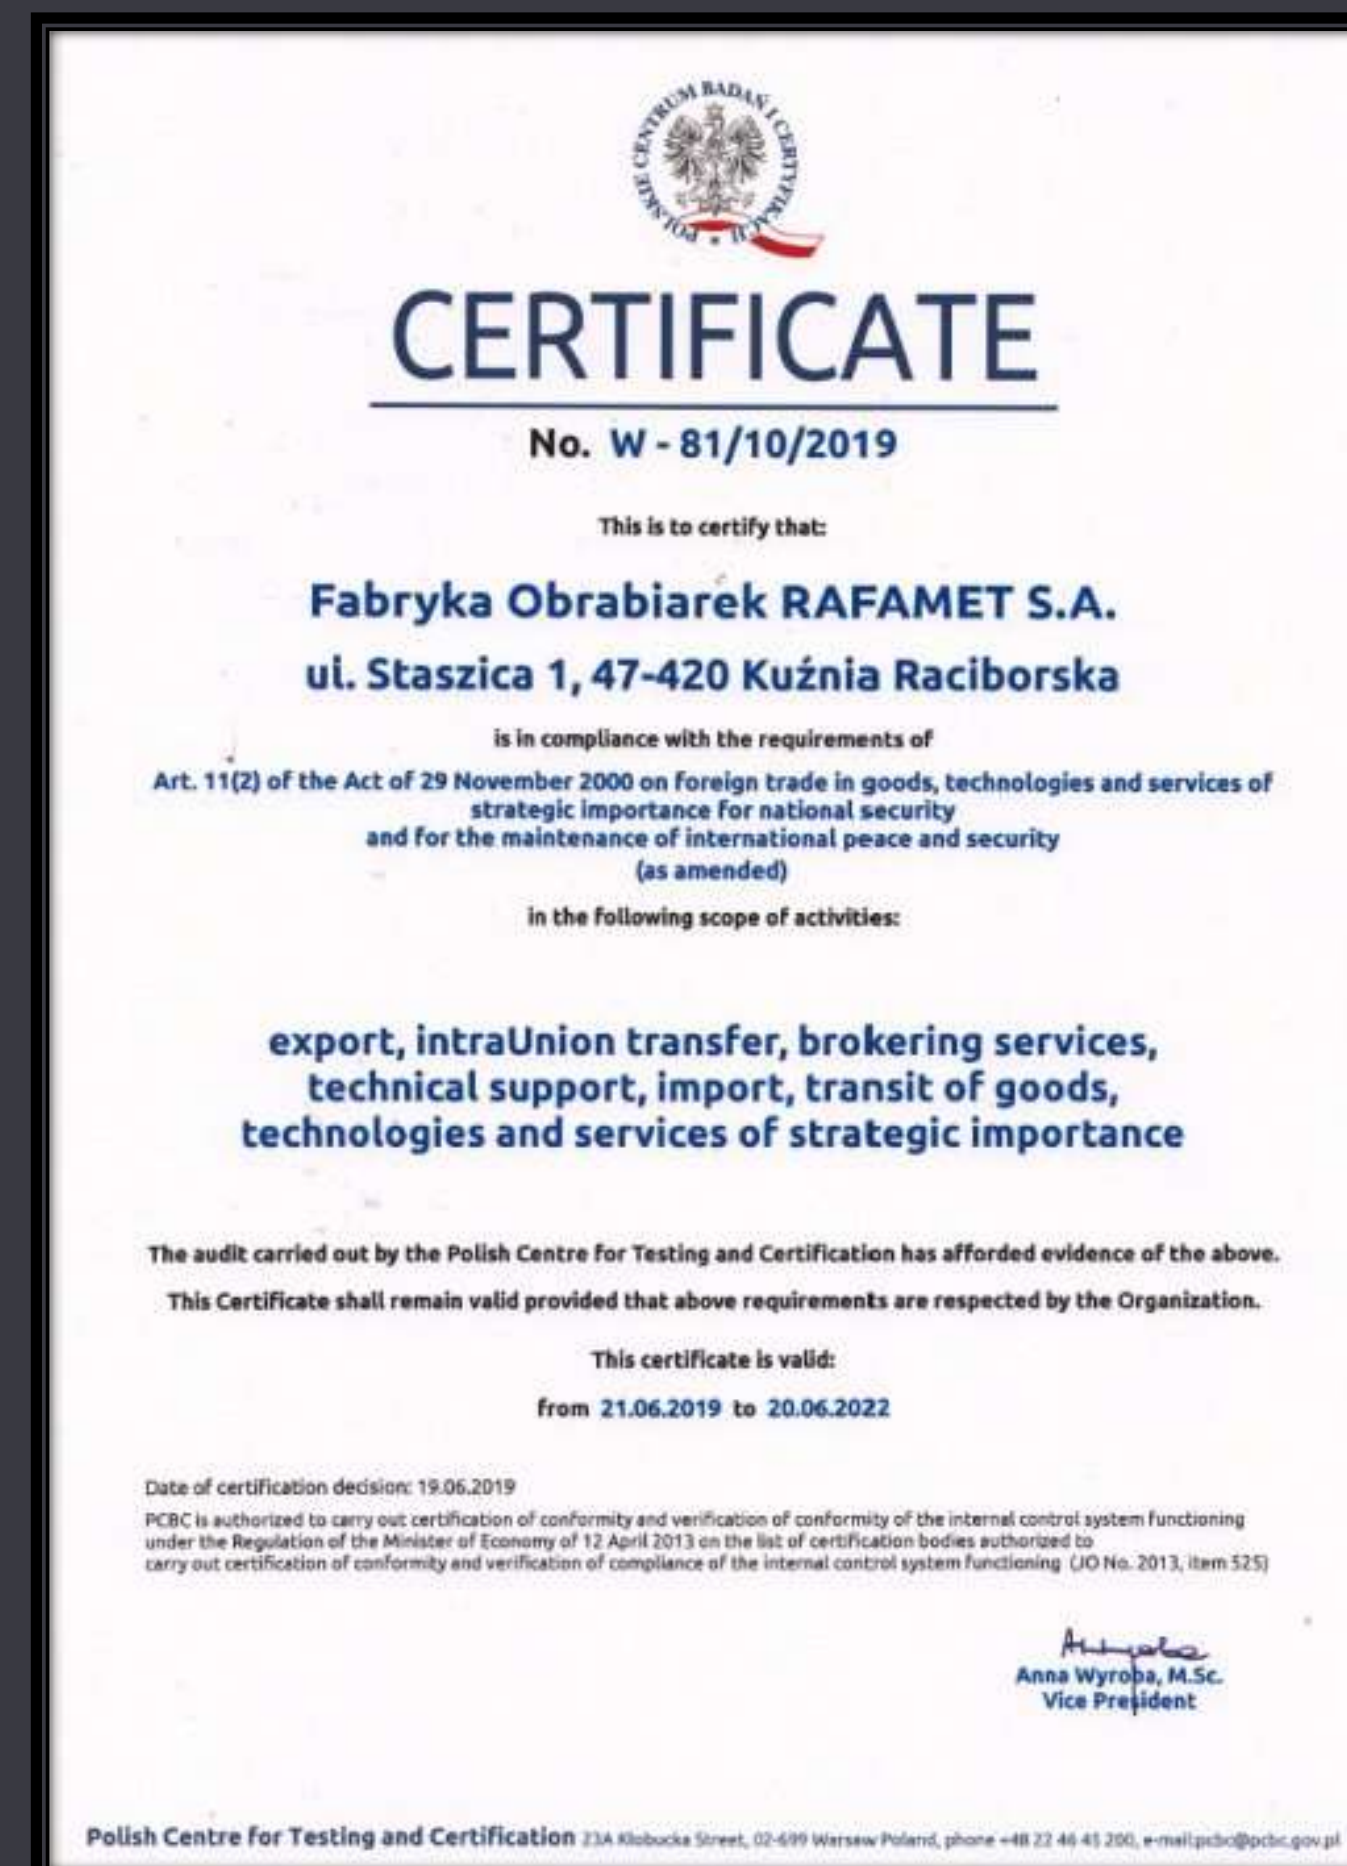 POLSKIE CENTRUM BADAŃ I CERTYFIKACJI
CERTIFICATE
No. W - 81/10/2019
This is to certify that:
Fabryka Obrabiarek RAFAMET S.A.
ul. Staszica 1, 47-420 Kuźnia Raciborska
is in compliance with the requirements of
Art. 11(2) of the Act of 29 November 2000 on foreign trade in goods, technologies and services of
strategic importance for national security
and for the maintenance of international peace and security
(as amended)
in the following scope of activities:
export, intraUnion transfer, brokering services,
technical support, import, transit of goods,
technologies and services of strategic importance
The audit carried out by the Polish Centre for Testing and Certification has afforded evidence of the above.
This Certificate shall remain valid provided that above requirements are respected by the Organization.
This certificate is valid:
from 21.06.2019 to 20.06.2022
Date of certification decision: 19.06.2019
PCBC is authorized to carry out certification of conformity and verification of conformity of the internal control system functioning
under the Regulation of the Minister of Economy of 12 April 2013 on the list of certification bodies authorized to
carry out certification of conformity and verification of compliance of the internal control system functioning (JO No. 2013, item 525)
Anna Wyroba, M.Sc.
Vice President
Polish Centre for Testing and Certification 23A Kłobucka Street, 02-699 Warsaw Poland, phone +48 22 46 45 200, e-mail:pcbc@pcbc.gov.pl